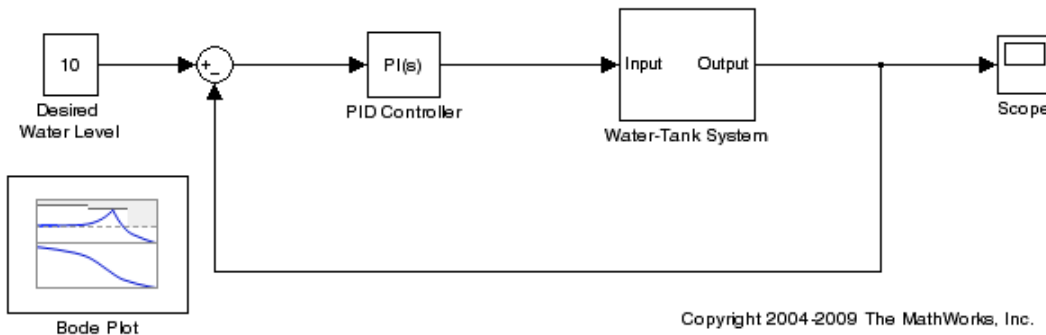 10
+
−
PI(s)
Input
Output
Desired
Water Level
PID Controller
Water-Tank System
Scope
Bode Plot
Copyright 2004-2009 The MathWorks, Inc.